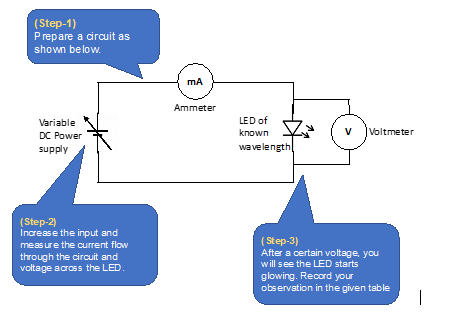 (Step-1)
Prepare a circuit as
shown below.
mA
Ammeter
Variable
DC Power
supply
LED of
known
wavelength
V
Voltmeter
(Step-2)
Increase the input and
measure the current flow
through the circuit and
voltage across the LED.
(Step-3)
After a certain voltage, you
will see the LED starts
glowing. Record your
observation in the given table